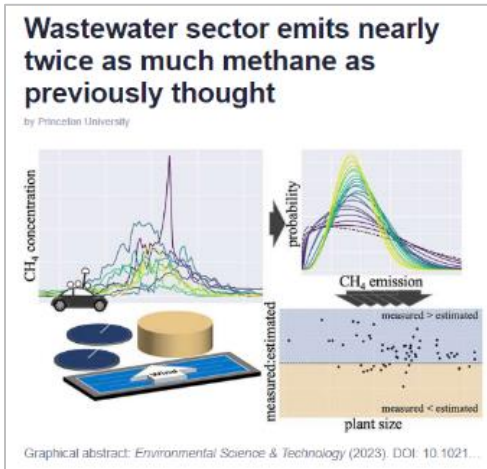 Wastewater sector emits nearly
twice as much methane as
previously thought
by Princeton University
CH₄ concentration
probability
CH₄ emission
Wind
measured:estimated
measured > estimated
measured < estimated
plant size
Graphical abstract: Environmental Science & Technology (2023). DOI: 10.1021...